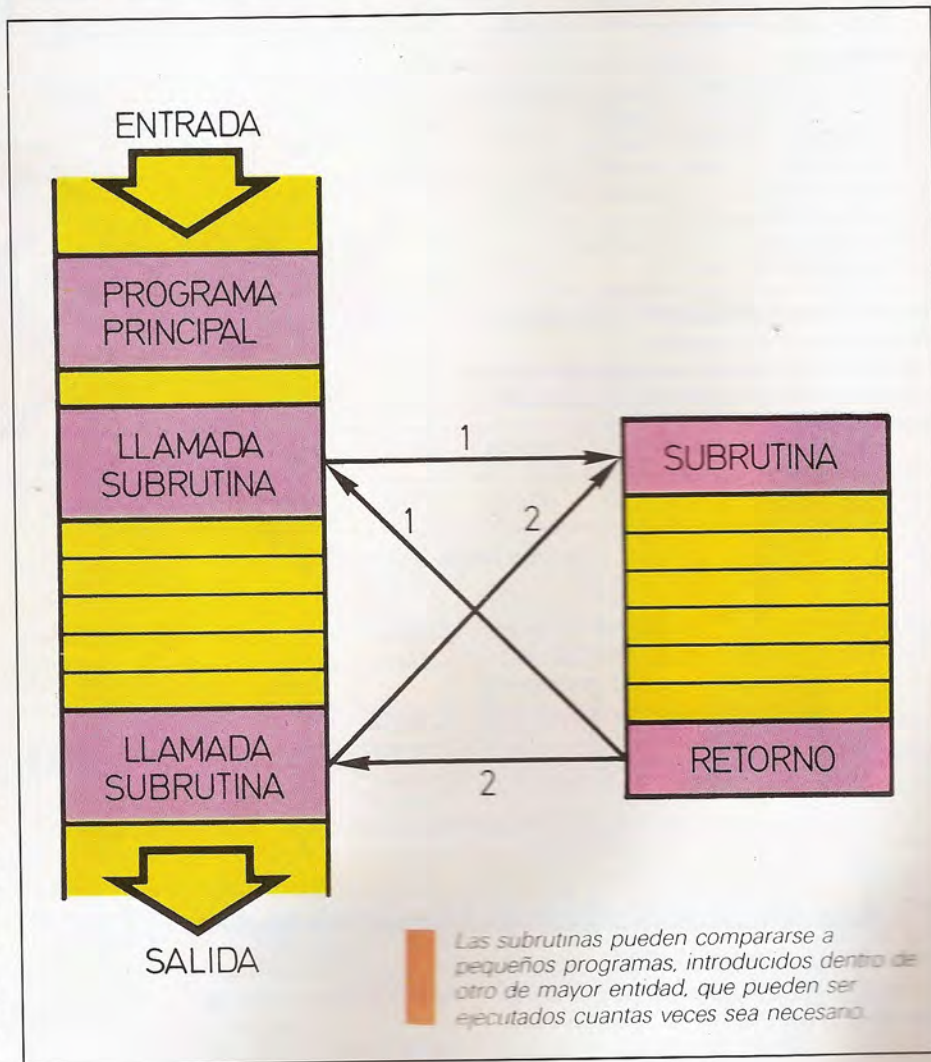 ENTRADA
PROGRAMA
PRINCIPAL
LLAMADA
SUBRUTINA
1
SUBRUTINA
1
2
LLAMADA
SUBRUTINA
RETORNO
2
SALIDA
Las subrutinas pueden compararse a
pequeños programas, introducidos dentro de
otro de mayor entidad, que pueden ser
ejecutados cuantas veces sea necesario.